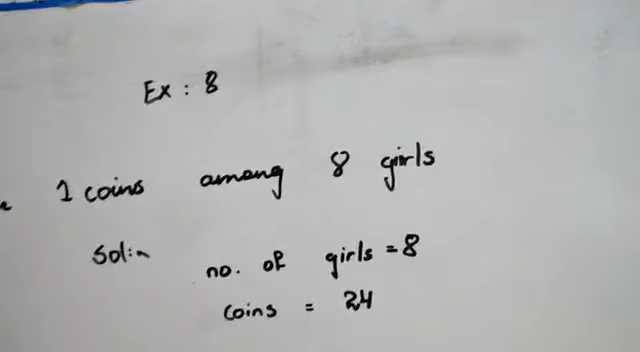 Ex : 8
1 coins among 8 girls
Sol:n
no. of girls = 8
coins = 24